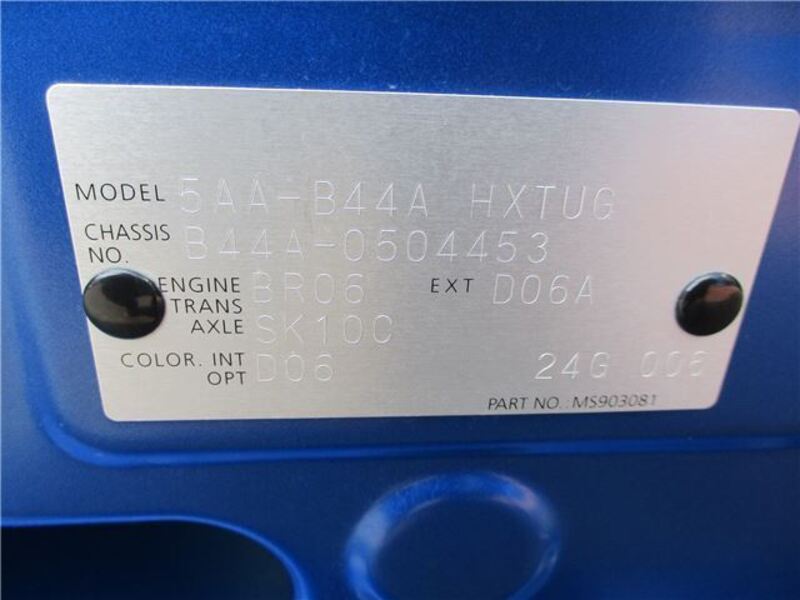 MODEL 5AA-B44A HXTUG
CHASSIS NO. B44A-0504453
ENGINE BR06 EXT D06A
TRANS AXLE SK10C
COLOR. INT D06
OPT 24G 006
PART NO.:MS903081